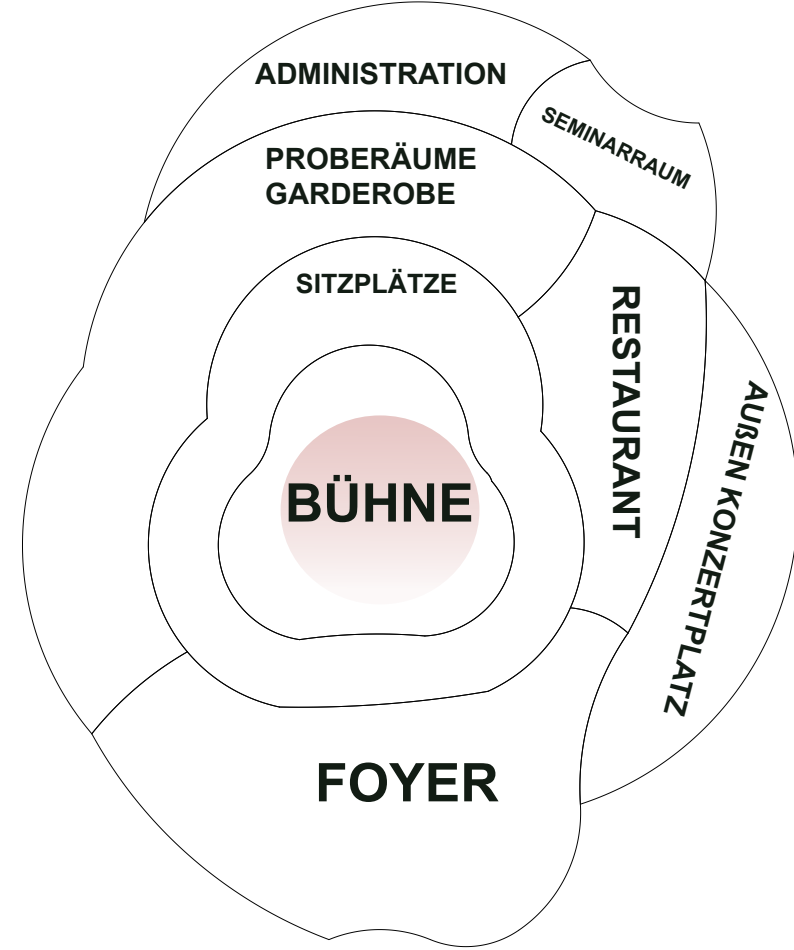 ADMINISTRATION
SEMINARRAUM
PROBERÄUME
GARDEROBE
SITZPLÄTZE
RESTAURANT
AUßEN KONZERTPLATZ
BÜHNE
FOYER